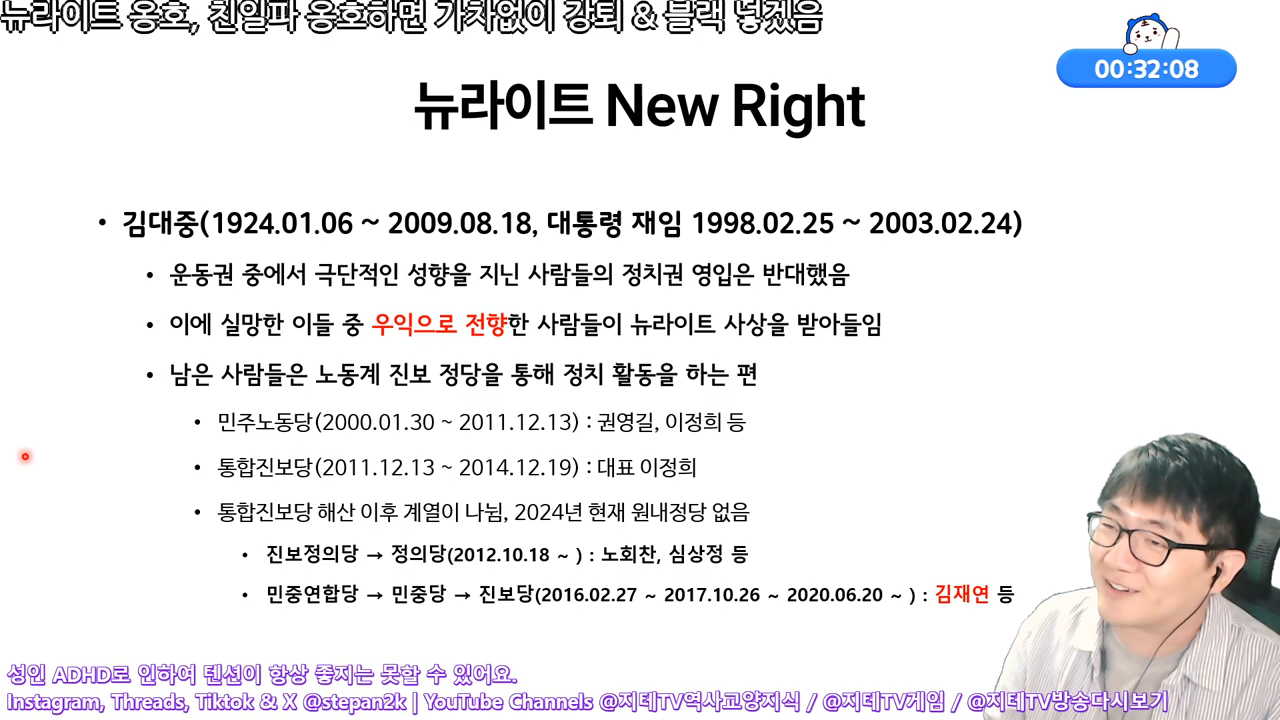 뉴라이트 옹호, 친일파 옹호하면 가차없이 강퇴 & 블랙 넣겠음
00:32:08
뉴라이트 New Right
• 김대중(1924.01.06 ~ 2009.08.18, 대통령 재임 1998.02.25 ~ 2003.02.24)
• 운동권 중에서 극단적인 성향을 지닌 사람들의 정치권 영입은 반대했음
• 이에 실망한 이들 중 우익으로 전향한 사람들이 뉴라이트 사상을 받아들임
• 남은 사람들은 노동계 진보 정당을 통해 정치 활동을 하는 편
• 민주노동당(2000.01.30 ~ 2011.12.13) : 권영길, 이정희 등
• 통합진보당(2011.12.13 ~ 2014.12.19) : 대표 이정희
• 통합진보당 해산 이후 계열이 나뉨, 2024년 현재 원내정당 없음
• 진보정의당 → 정의당(2012.10.18 ~ ) : 노회찬, 심상정 등
• 민중연합당 → 민중당 → 진보당(2016.02.27 ~ 2017.10.26 ~ 2020.06.20 ~ ) : 김재연 등
성인 ADHD로 인하여 텐션이 항상 좋지는 못할 수 있어요.
Instagram, Threads, Tiktok & X @stepan2k | YouTube Channels @지테TV역사교양지식 / @지테TV게임 / @지테TV방송다시보기